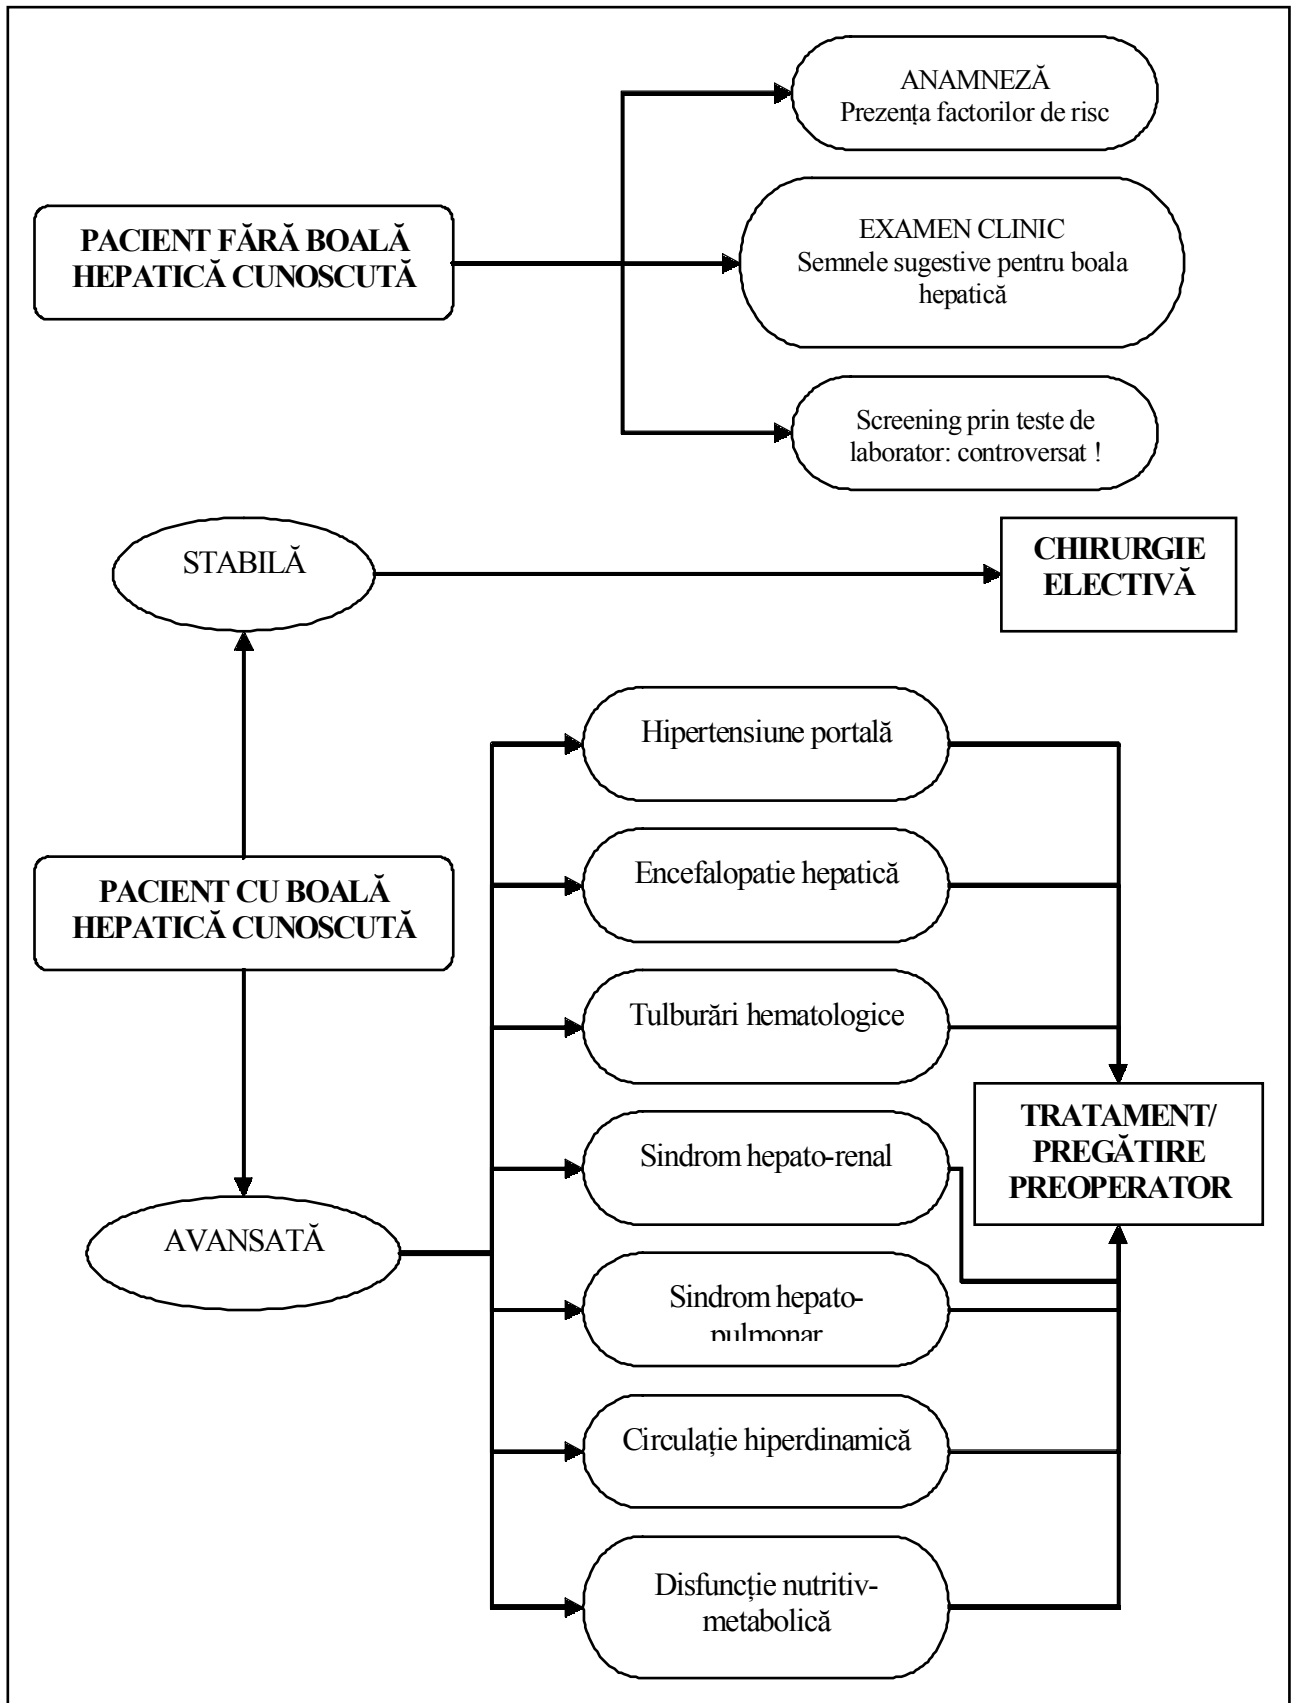 ANAMNEZĂ
Prezența factorilor de risc
PACIENT FĂRĂ BOALĂ
HEPATICĂ CUNOSCUTĂ
EXAMEN CLINIC
Semnele sugestive pentru boala
hepatică
Screening prin teste de
laborator: controversat !
STABILĂ
CHIRURGIE
ELECTIVĂ
Hipertensiune portală
PACIENT CU BOALĂ
HEPATICĂ CUNOSCUTĂ
Encefalopatie hepatică
Tulburări hematologice
Sindrom hepato-renal
TRATAMENT/
PREGĂTIRE
PREOPERATOR
AVANSATĂ
Sindrom hepato-
pulmonar
Circulație hiperdinamică
Disfuncție nutritiv-
metabolică